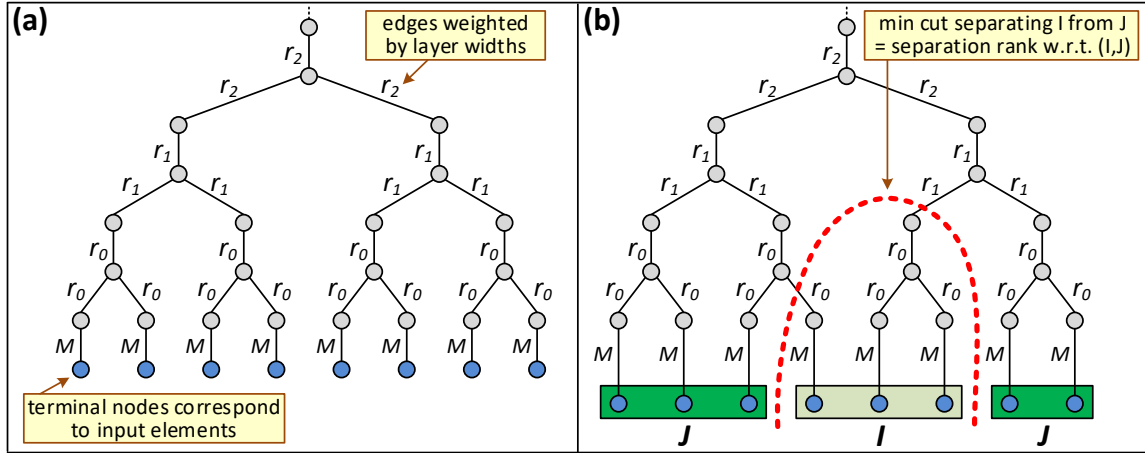 (a)
edges weighted
by layer widths
r2
r2 r2
r1 r1
r1 r1 r1 r1
r0 r0 r0 r0
r0 r0 r0 r0 r0 r0 r0 r0
M M M M M M M M
terminal nodes correspond
to input elements
(b)
min cut separating I from J
= separation rank w.r.t. (I,J)
r2
r2 r2
r1 r1
r1 r1 r1 r1
r0 r0 r0 r0
r0 r0 r0 r0 r0 r0 r0 r0
M M M M M M M M
J I J